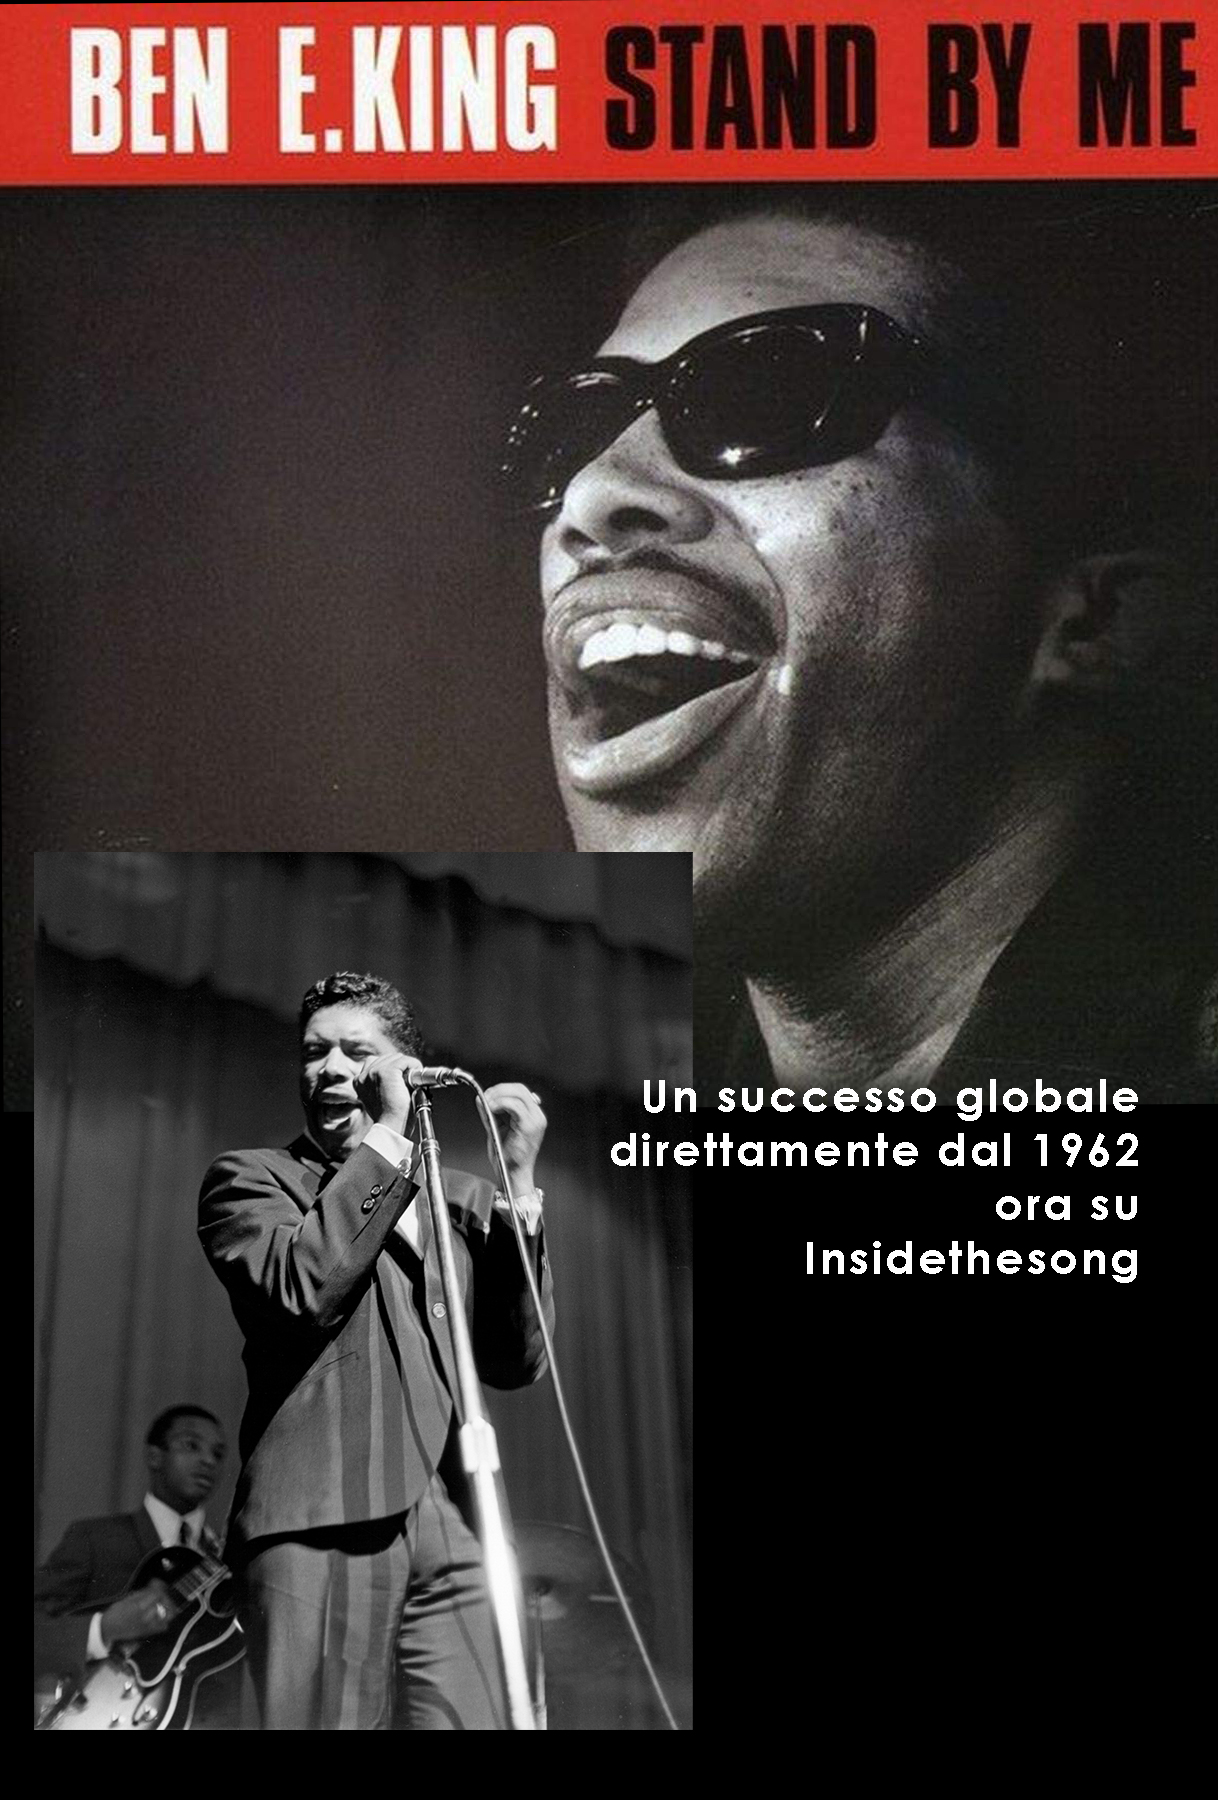 BEN E.KING STAND BY ME
Un successo globale
direttamente dal 1962
ora su
Insidethesong